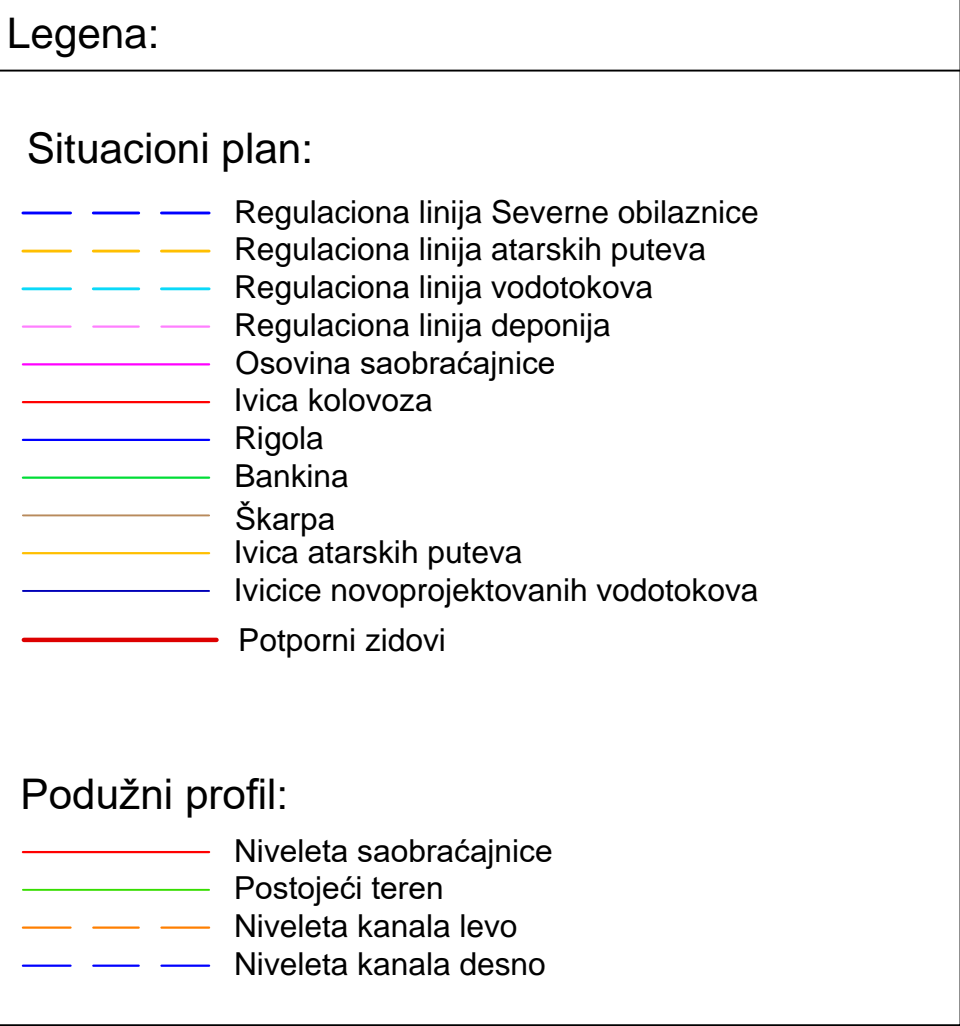 Legena:
Situacioni plan:
Regulaciona linija Severne obilaznice
Regulaciona linija atarskih puteva
Regulaciona linija vodotokova
Regulaciona linija deponija
Osovina saobraćajnice
Ivica kolovoza
Rigola
Bankina
Škarpa
Ivica atarskih puteva
Ivicice novoprojektovanih vodotokova
Potporni zidovi
Podužni profil:
Niveleta saobraćajnice
Postojeći teren
Niveleta kanala levo
Niveleta kanala desno